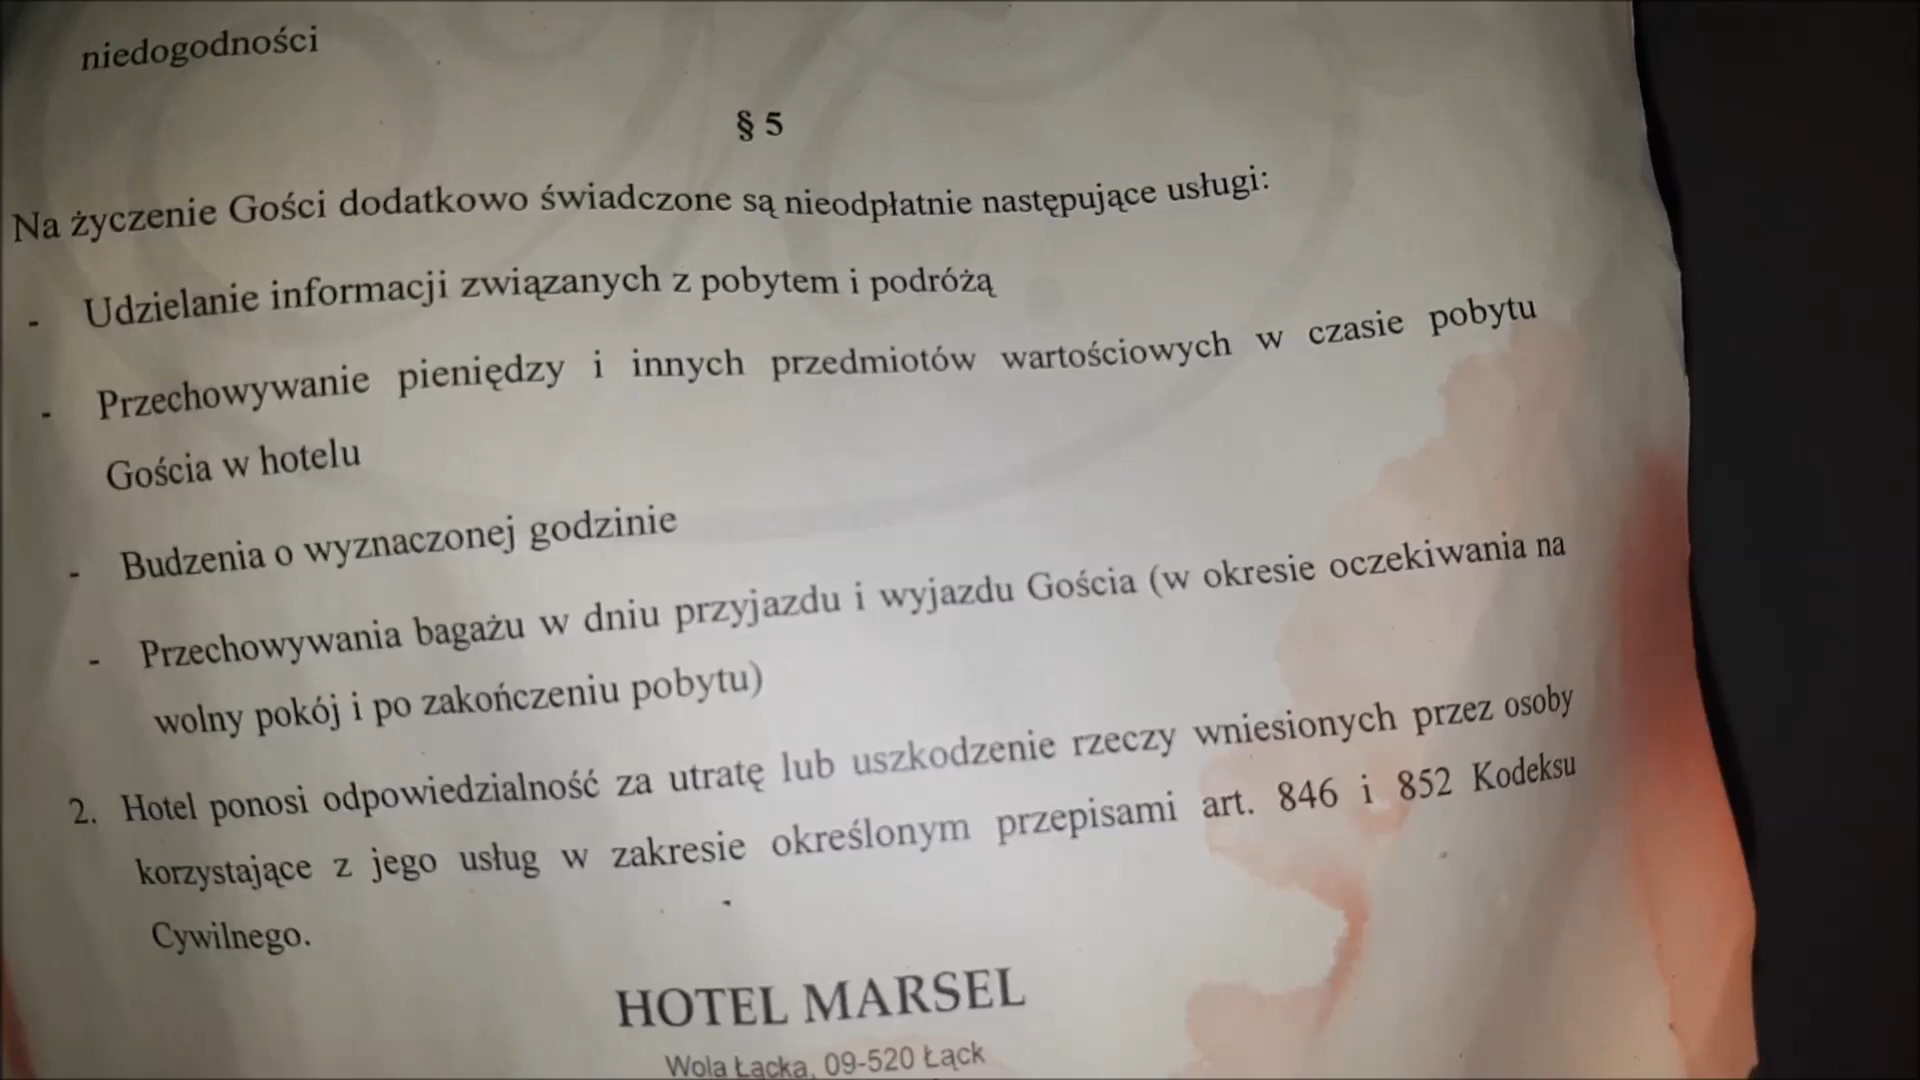 niedogodności
§ 5
Na życzenie Gości dodatkowo świadczone są nieodpłatnie następujące usługi:
- Udzielanie informacji związanych z pobytem i podróżą
- Przechowywanie pieniędzy i innych przedmiotów wartościowych w czasie pobytu
Gościa w hotelu
- Budzenia o wyznaczonej godzinie
- Przechowywania bagażu w dniu przyjazdu i wyjazdu Gościa (w okresie oczekiwania na
wolny pokój i po zakończeniu pobytu)
2. Hotel ponosi odpowiedzialność za utratę lub uszkodzenie rzeczy wniesionych przez osoby
korzystające z jego usług w zakresie określonym przepisami art. 846 i 852 Kodeksu
Cywilnego.
HOTEL MARSEL
Wola Łącka, 09-520 Łąck